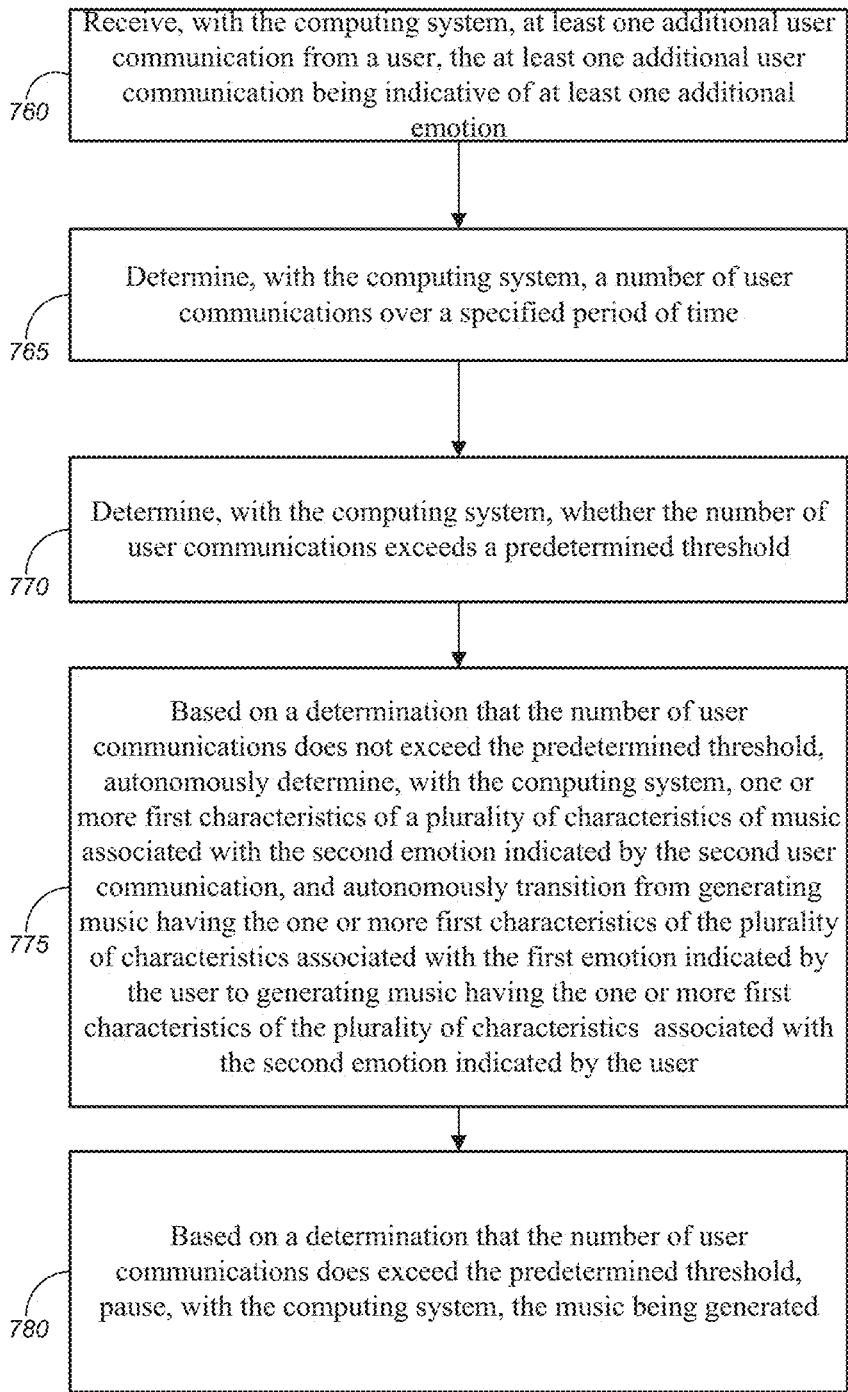 Receive, with the computing system, at least one additional user
communication from a user, the at least one additional user
communication being indicative of at least one additional
emotion
760
Determine, with the computing system, a number of user
communications over a specified period of time
765
Determine, with the computing system, whether the number of
user communications exceeds a predetermined threshold
770
Based on a determination that the number of user
communications does not exceed the predetermined threshold,
autonomously determine, with the computing system, one or
more first characteristics of a plurality of characteristics of music
associated with the second emotion indicated by the second user
communication, and autonomously transition from generating
music having the one or more first characteristics of the plurality
of characteristics associated with the first emotion indicated by
the user to generating music having the one or more first
characteristics of the plurality of characteristics associated with
the second emotion indicated by the user
775
Based on a determination that the number of user
communications does exceed the predetermined threshold,
pause, with the computing system, the music being generated
780